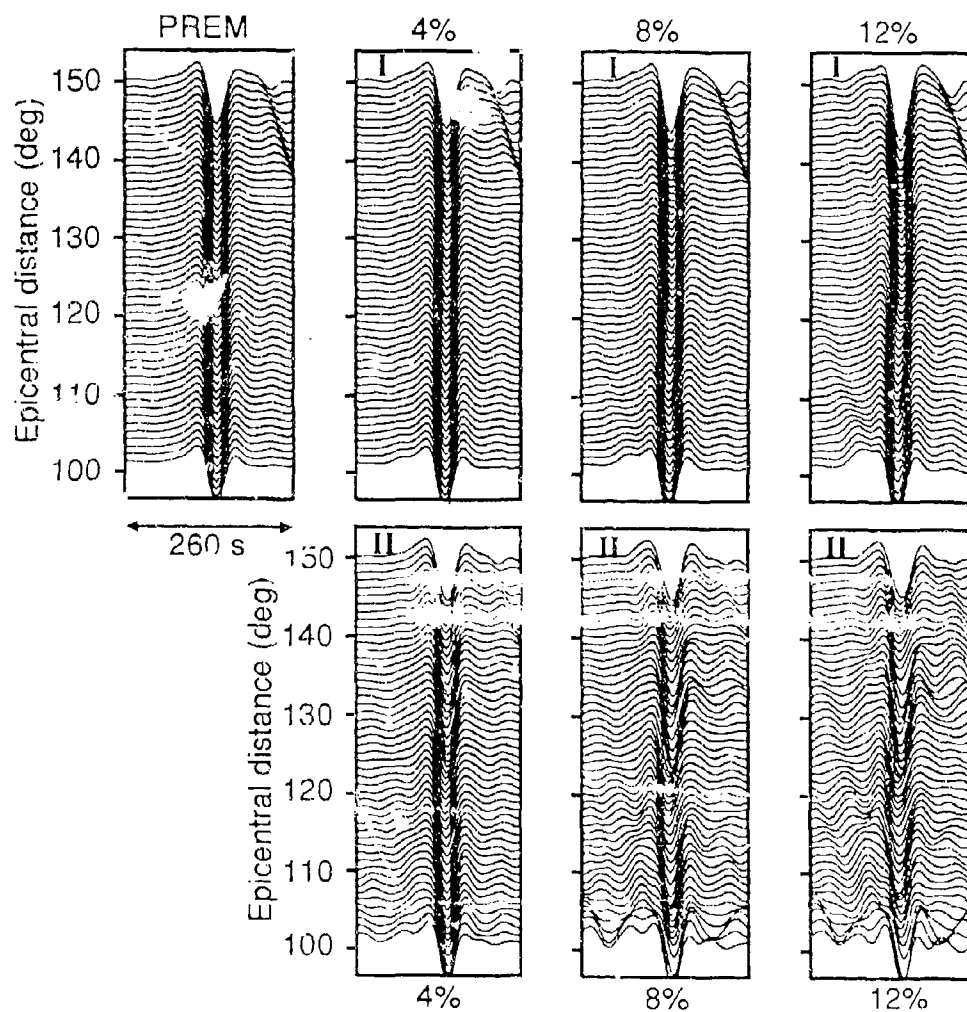 PREM 4% 8% 12%
I I I
Epicentral distance (deg)
150
140
130
120
110
100
260 s
II II II
Epicentral distance (deg)
150
140
130
120
110
100
4% 8% 12%